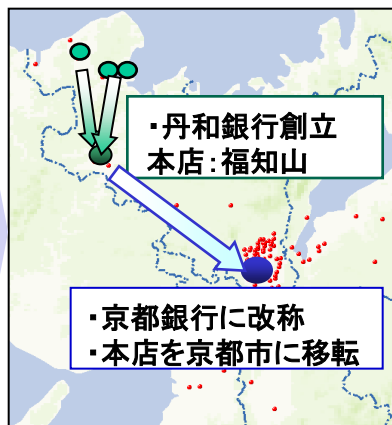 ・丹和銀行創立
本店：福知山
・京都銀行に改称
・本店を京都市に移転